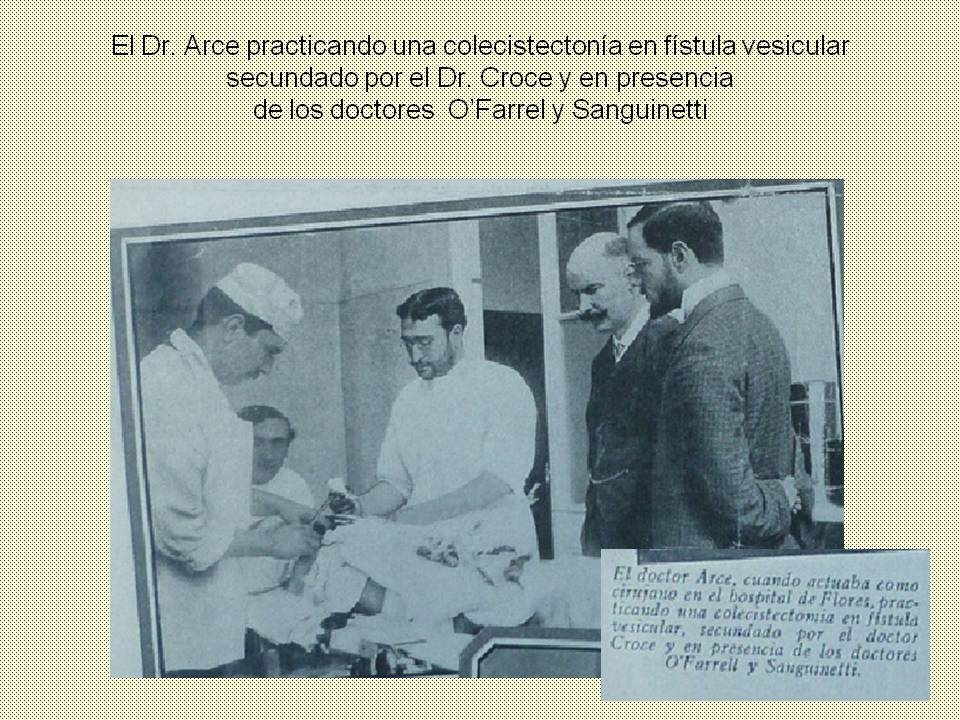 El Dr. Arce practicando una colecistectonía en fístula vesicular
secundado por el Dr. Croce y en presencia
de los doctores  O’Farrel y Sanguinetti
El doctor Arce, cuando actuaba como
cirujano en el hospital de Flores, prac-
ticando una colecistectomia en fístula
vesicular, secundado por el doctor
Croce y en presencia de los doctores
O'Farrell y Sanguinetti.